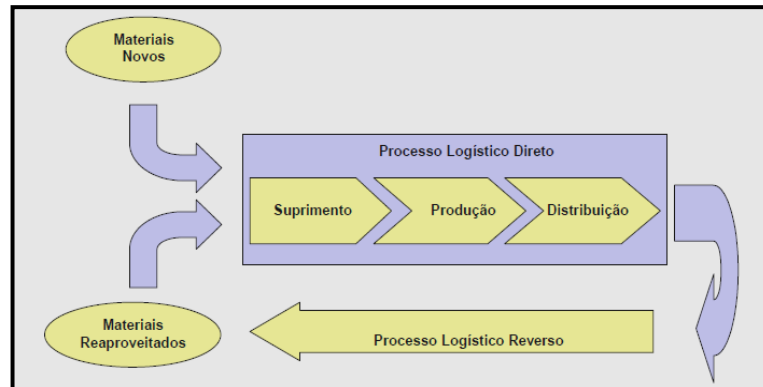 Materiais
Novos
Processo Logístico Direto
Suprimento
Produção
Distribuição
Materiais
Reaproveitados
Processo Logístico Reverso